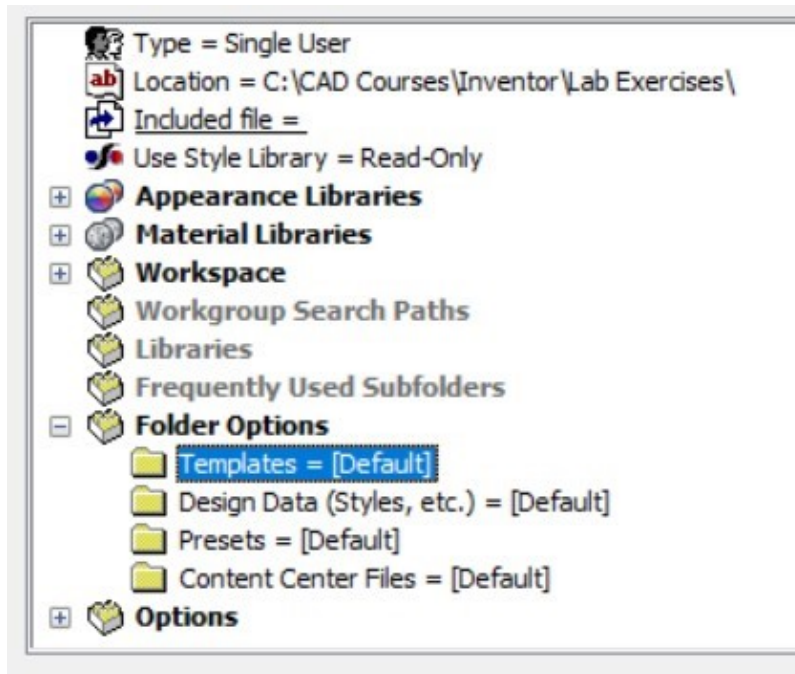 Type = Single User
ab Location = C:\CAD Courses\Inventor\Lab Exercises\
Included file =
Use Style Library = Read-Only
Appearance Libraries
Material Libraries
Workspace
Workgroup Search Paths
Libraries
Frequently Used Subfolders
Folder Options
Templates = [Default]
Design Data (Styles, etc.) = [Default]
Presets = [Default]
Content Center Files = [Default]
Options